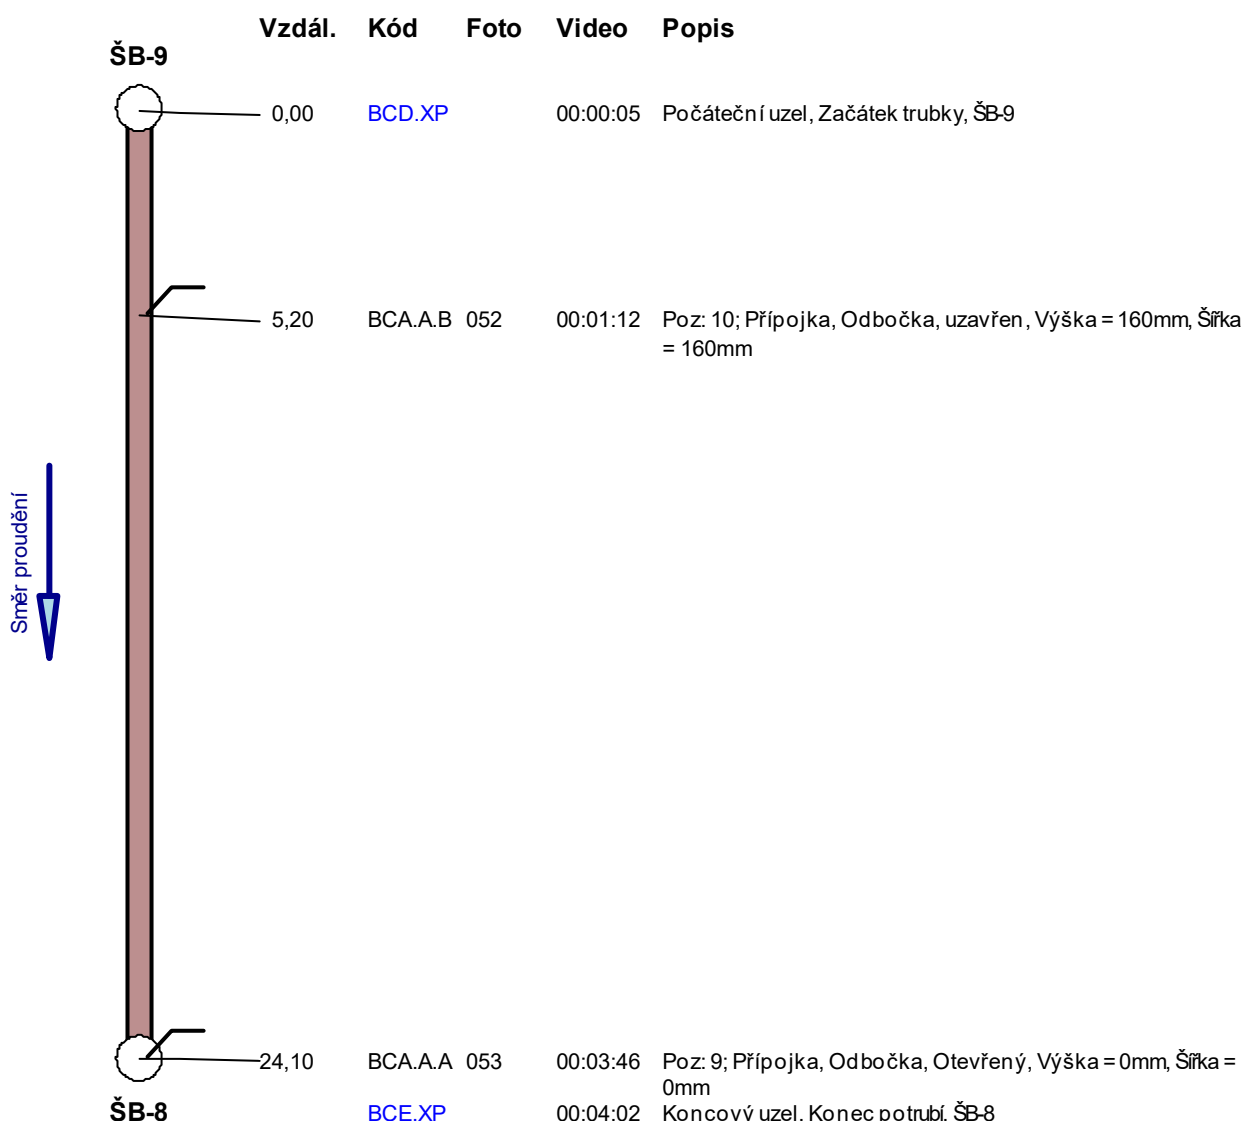 Vzdál. Kód Foto Video Popis
ŠB-9
0,00 BCD.XP 00:00:05 Počáteční uzel, Začátek trubky, ŠB-9
5,20 BCA.A.B 052 00:01:12 Poz: 10; Přípojka, Odbočka, uzavřen, Výška = 160mm, Šířka
= 160mm
Směr proudění
24,10 BCA.A.A 053 00:03:46 Poz: 9; Přípojka, Odbočka, Otevřený, Výška = 0mm, Šířka =
0mm
ŠB-8 BCE.XP 00:04:02 Koncový uzel, Konec potrubí, ŠB-8